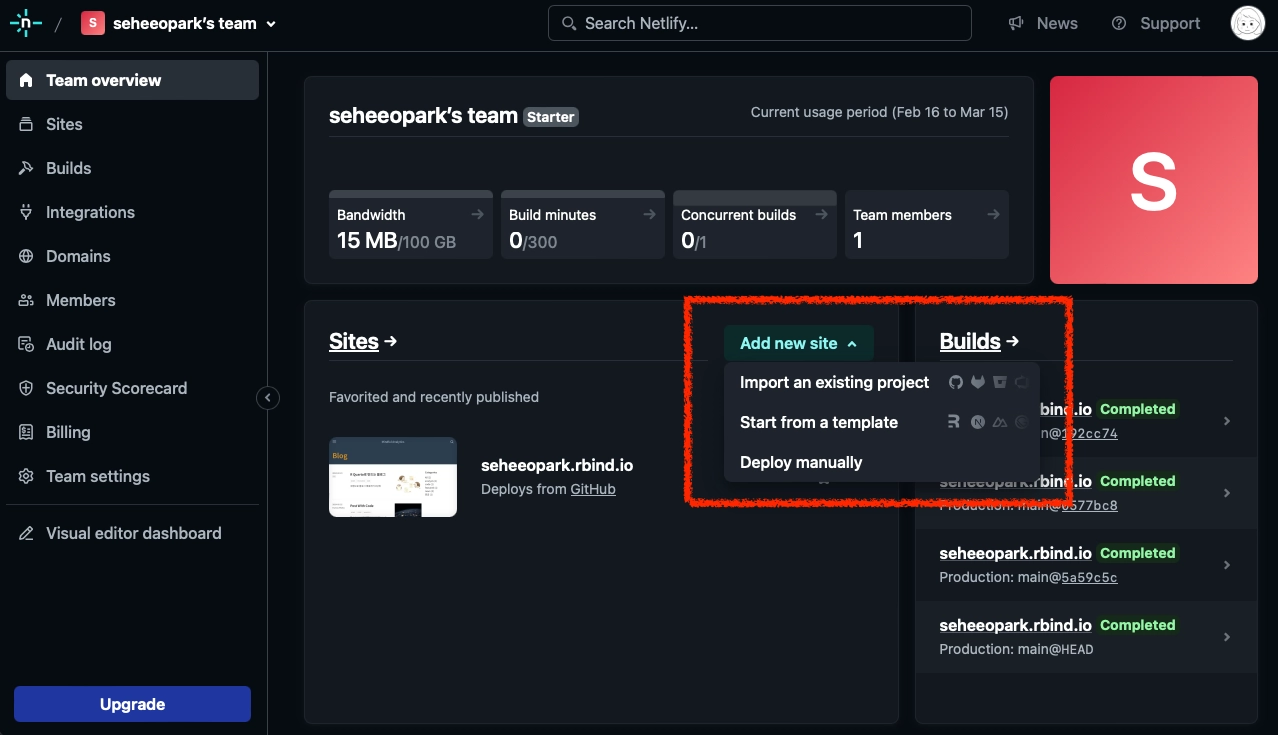 n / S seheeopark's team
Search Netlify...
News
Support
Team overview
Sites
Builds
Integrations
Domains
Members
Audit log
Security Scorecard
Billing
Team settings
Visual editor dashboard
Upgrade
seheeopark's team Starter
Current usage period (Feb 16 to Mar 15)
Bandwidth →
15 MB/100 GB
Build minutes →
0/300
Concurrent builds →
0/1
Team members →
1
S
Sites →
Add new site
Import an existing project
Start from a template
Deploy manually
Favorited and recently published
Blog
seheeopark.rbind.io
Deploys from GitHub
Builds →
bind.io Completed
n@192cc74
seheeopark.rbind.io Completed
Production: main@0577bc8
seheeopark.rbind.io Completed
Production: main@5a59c5c
seheeopark.rbind.io Completed
Production: main@HEAD